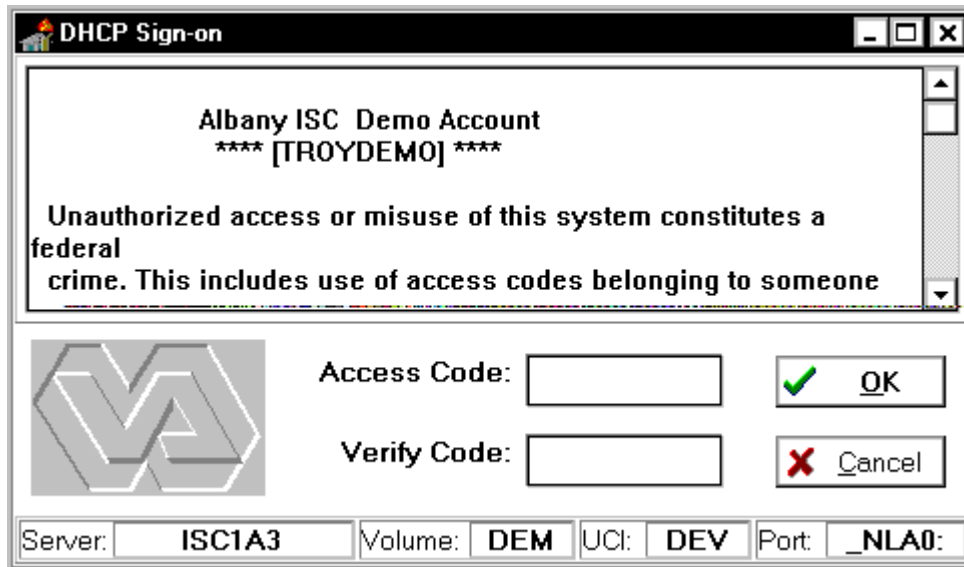 DHCP Sign-on
Albany ISC Demo Account
**** [TROYDEMO] ****
Unauthorized access or misuse of this system constitutes a
federal
crime. This includes use of access codes belonging to someone
Access Code:
OK
Verify Code:
Cancel
Server: ISC1A3 Volume: DEM UCI: DEV Port: _NLA0: